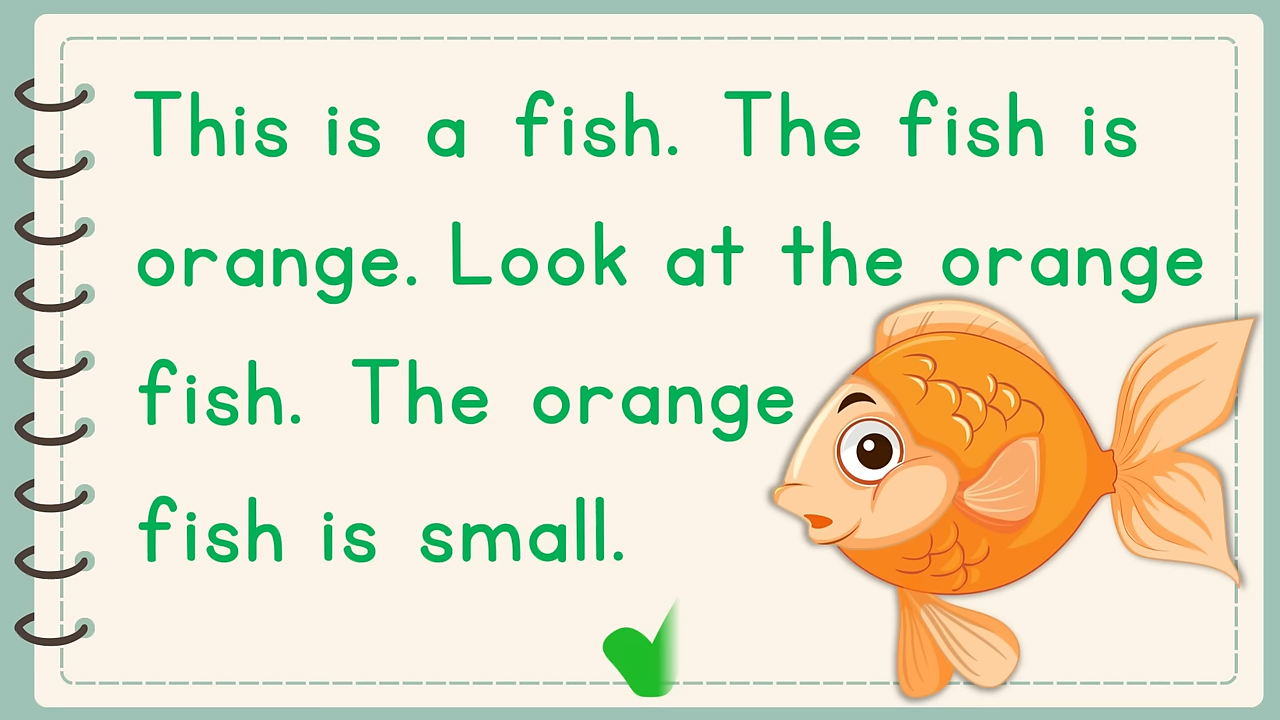 This is a fish. The fish is
orange. Look at the orange
fish. The orange
fish is small.